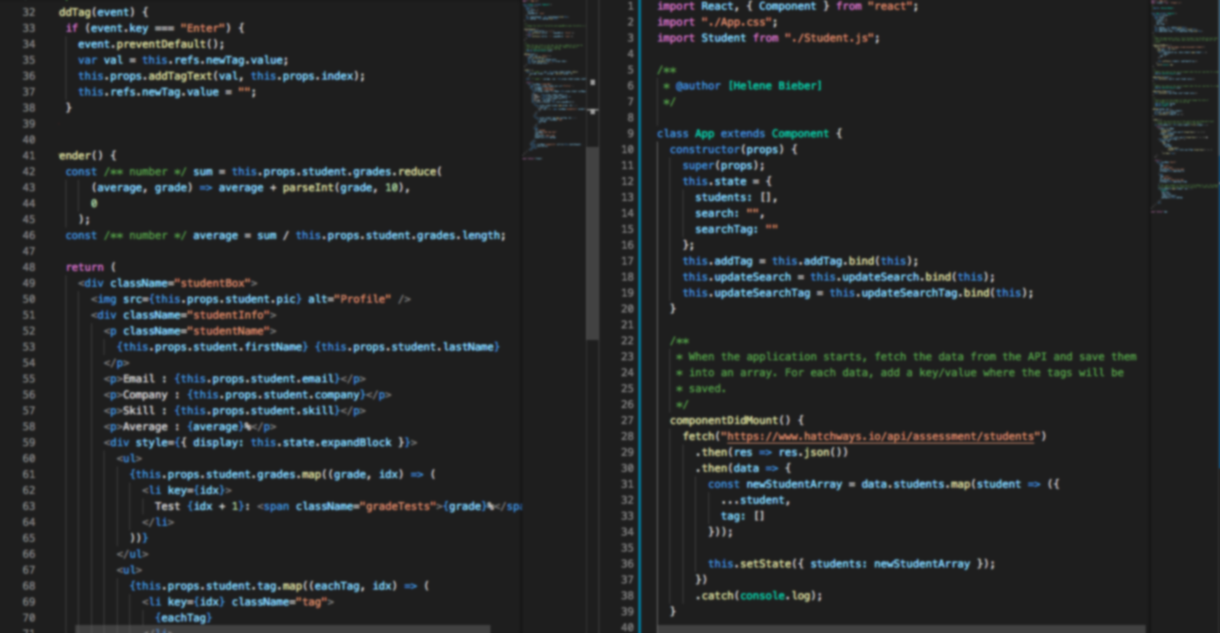 32 ddTag(event) {
33 if (event.key === "Enter") {
34 event.preventDefault();
35 var val = this.refs.newTag.value;
36 this.props.addTagText(val, this.props.index);
37 this.refs.newTag.value = "";
38 }
39
40
41 ender() {
42 const /** number */ sum = this.props.student.grades.reduce(
43 (average, grade) => average + parseInt(grade, 10),
44 0
45 );
46 const /** number */ average = sum / this.props.student.grades.length;
47
48 return (
49 <div className="studentBox">
50 <img src={this.props.student.pic} alt="Profile" />
51 <div className="studentInfo">
52 <p className="studentName">
53 {this.props.student.firstName} {this.props.student.lastName}
54 </p>
55 <p>Email : {this.props.student.email}</p>
56 <p>Company : {this.props.student.company}</p>
57 <p>Skill : {this.props.student.skill}</p>
58 <p>Average : {average}%</p>
59 <div style={{ display: this.state.expandBlock }}>
60 <ul>
61 {this.props.student.grades.map((grade, idx) => (
62 <li key={idx}>
63 Test {idx + 1}: <span className="gradeTests">{grade}%</spa
64 </li>
65 ))}
66 </ul>
67 <ul>
68 {this.props.student.tag.map((eachTag, idx) => (
69 <li key={idx} className="tag">
70 {eachTag}
71 </li>
1 import React, { Component } from "react";
2 import "./App.css";
3 import Student from "./Student.js";
4
5 /**
6 * @author [Helene Bieber]
7 */
8
9 class App extends Component {
10 constructor(props) {
11 super(props);
12 this.state = {
13 students: [],
14 search: "",
15 searchTag: ""
16 };
17 this.addTag = this.addTag.bind(this);
18 this.updateSearch = this.updateSearch.bind(this);
19 this.updateSearchTag = this.updateSearchTag.bind(this);
20 }
21
22 /**
23 * When the application starts, fetch the data from the API and save them
24 * into an array. For each data, add a key/value where the tags will be
25 * saved.
26 */
27 componentDidMount() {
28 fetch("https://www.hatchways.io/api/assessment/students")
29 .then(res => res.json())
30 .then(data => {
31 const newStudentArray = data.students.map(student => ({
32 ...student,
33 tag: []
34 }));
35
36 this.setState({ students: newStudentArray });
37 })
38 .catch(console.log);
39 }
40